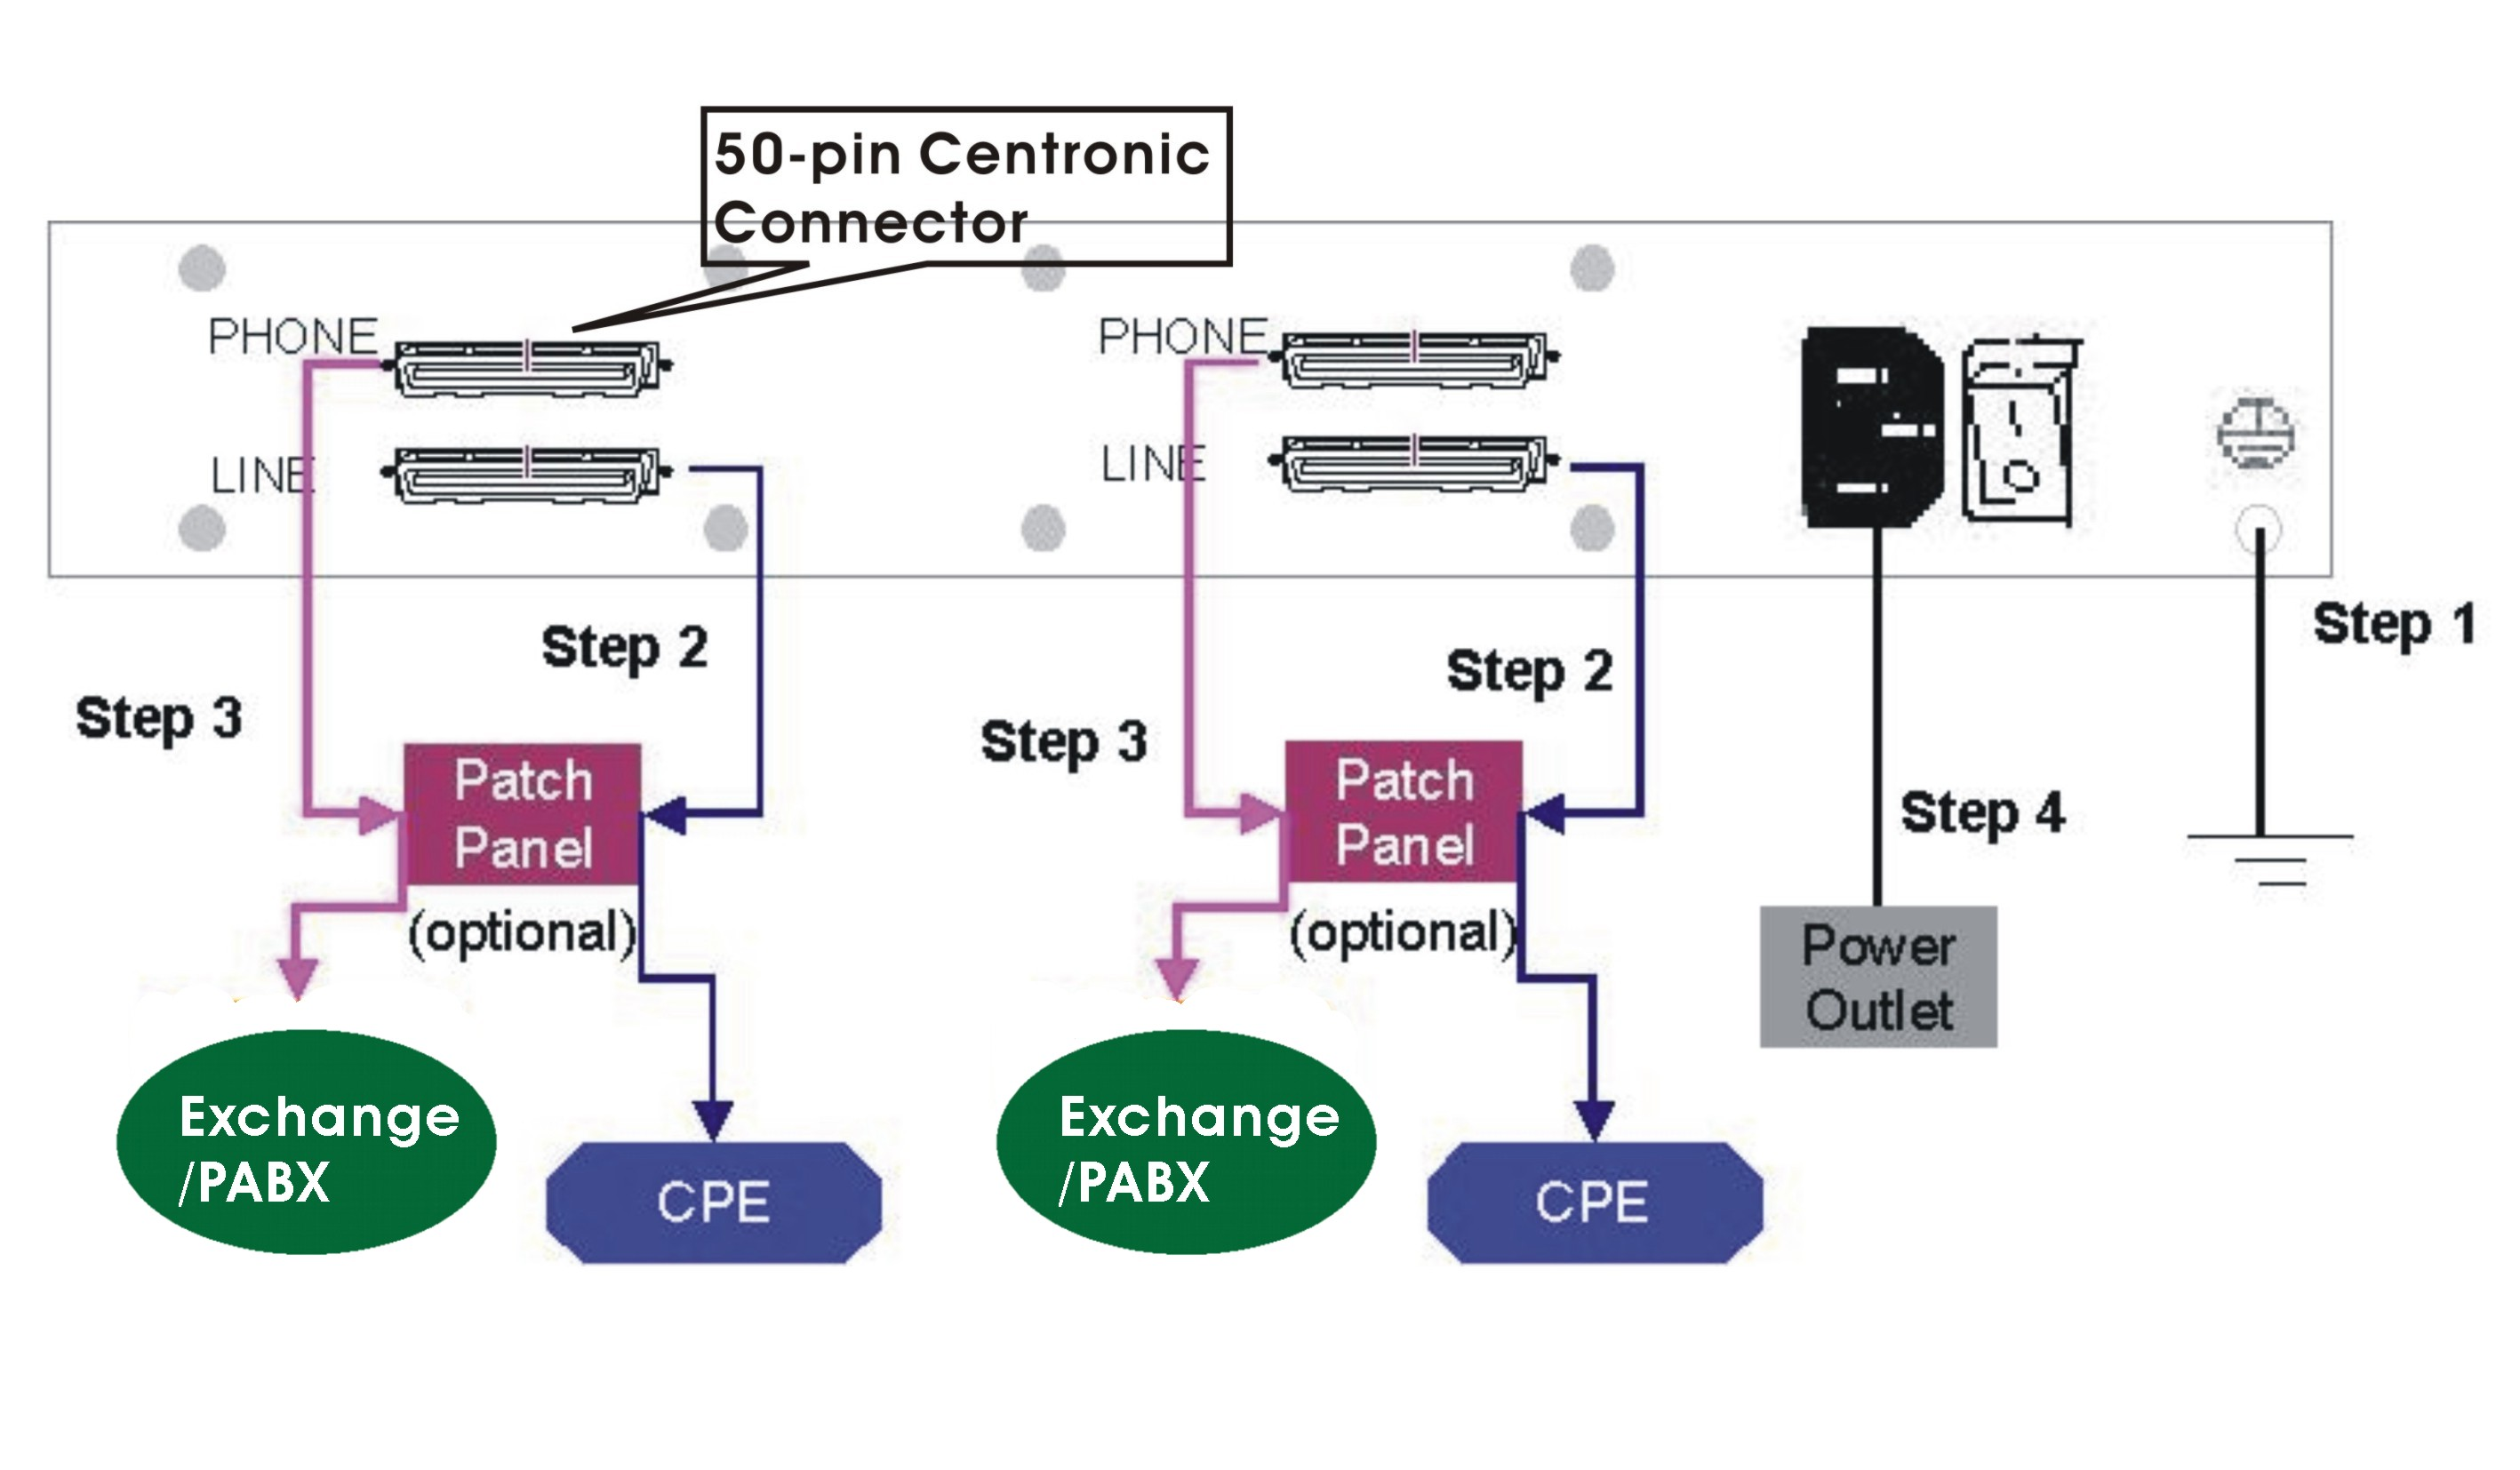 50-pin Centronic
Connector
PHONE
PHONE
LINE
LINE
Step 1
Step 2
Step 2
Step 3
Step 3
Patch
Panel
(optional)
Patch
Panel
(optional)
Step 4
Power
Outlet
Exchange
/PABX
CPE
Exchange
/PABX
CPE